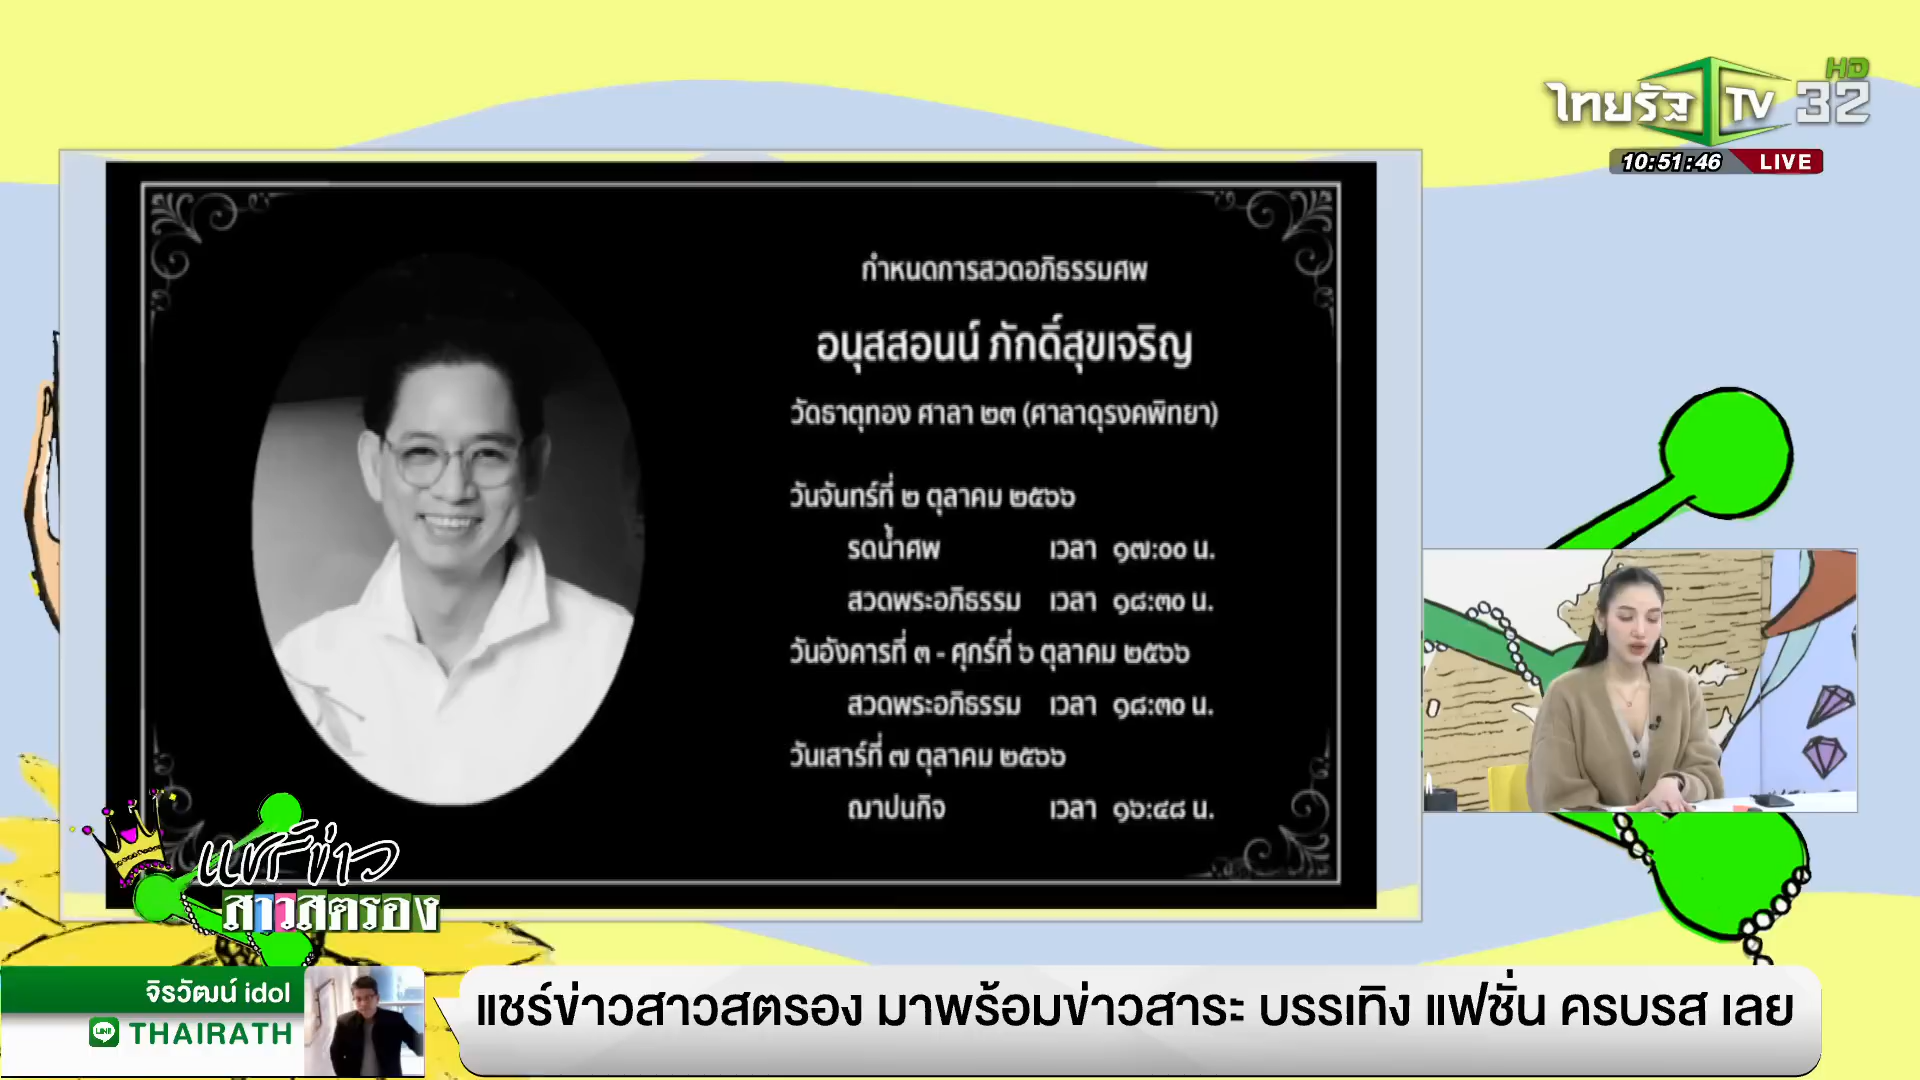 ไทยรัฐ TV HD 32
10:51:46 LIVE
กำหนดการสวดอภิธรรมศพ
อนุสสอนน์ ภักดิ์สุขเจริญ
วัดธาตุทอง ศาลา ๒๓ (ศาลาดุรงคพิทยา)
วันจันทร์ที่ ๒ ตุลาคม ๒๕๖๖
รดน้ำศพ เวลา ๑๗:๐๐ น.
สวดพระอภิธรรม เวลา ๑๘:๓๐ น.
วันอังคารที่ ๓ - ศุกร์ที่ ๖ ตุลาคม ๒๕๖๖
สวดพระอภิธรรม เวลา ๑๘:๓๐ น.
วันเสาร์ที่ ๗ ตุลาคม ๒๕๖๖
ฌาปนกิจ เวลา ๑๖:๔๘ น.
แชร์ข่าว
สาวสตรอง
จิรวัฒน์ idol
LINE THAIRATH
แชร์ข่าวสาวสตรอง มาพร้อมข่าวสาระ บรรเทิง แฟชั่น ครบรส เลย